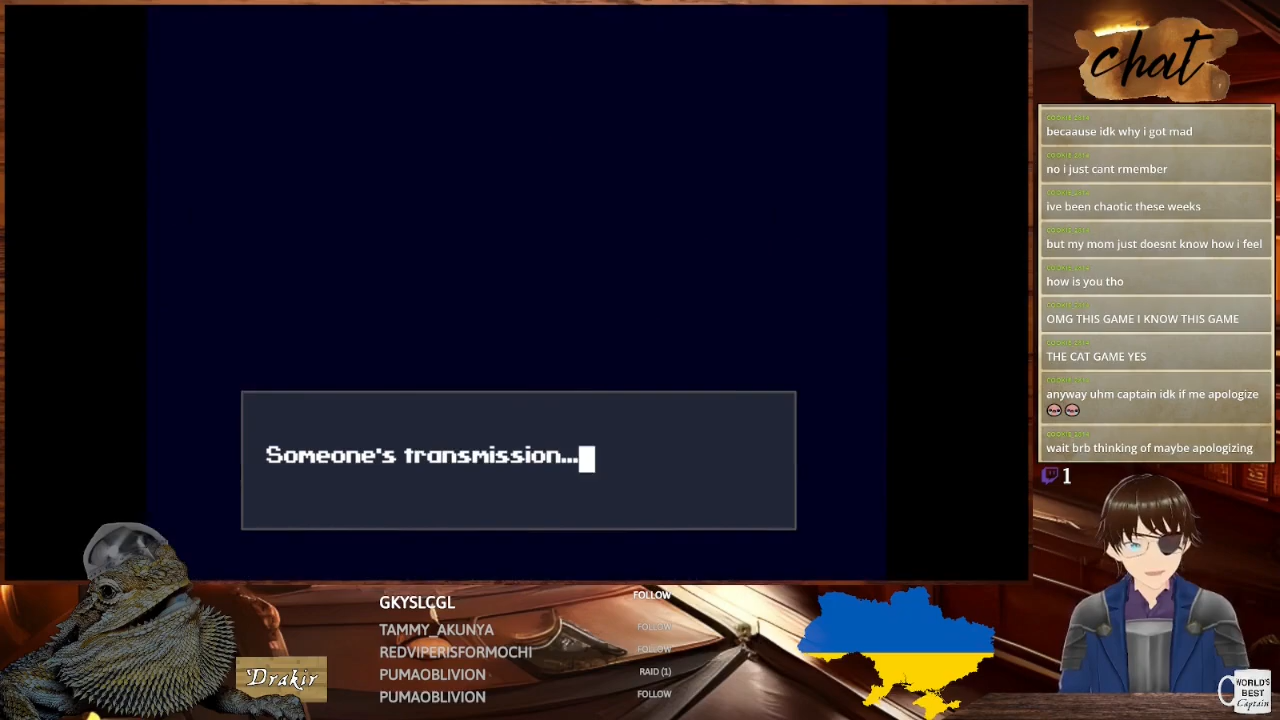 Someone's transmission...
chat
becaause idk why i got mad
no i just cant rmember
ive been chaotic these weeks
but my mom just doesnt know how i feel
how is you tho
OMG THIS GAME I KNOW THIS GAME
THE CAT GAME YES
anyway uhm captain idk if me apologize
wait brb thinking of maybe apologizing
1
Drakir
GKYSLCGL FOLLOW
TAMMY_AKUNYA FOLLOW
REDVIPERISFORMOCHI FOLLOW
PUMAOBLIVION RAID (1)
PUMAOBLIVION FOLLOW
WORLD'S
BEST
Captain